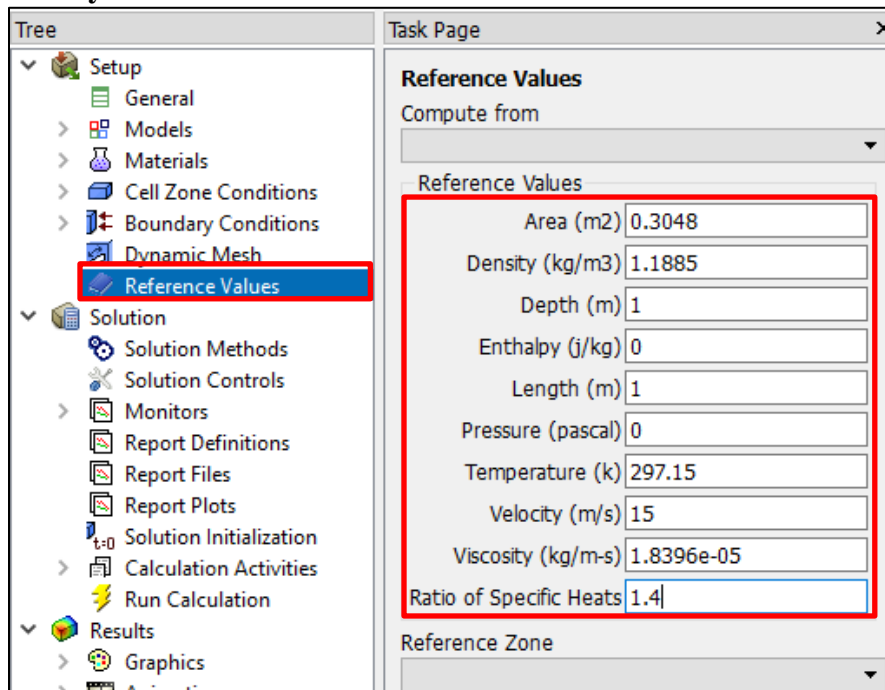 Tree
Setup
General
Models
Materials
Cell Zone Conditions
Boundary Conditions
Dynamic Mesh
Reference Values
Solution
Solution Methods
Solution Controls
Monitors
Report Definitions
Report Files
Report Plots
t=0 Solution Initialization
Calculation Activities
Run Calculation
Results
Graphics
Task Page
Reference Values
Compute from
Reference Values
Area (m2) 0.3048
Density (kg/m3) 1.1885
Depth (m) 1
Enthalpy (j/kg) 0
Length (m) 1
Pressure (pascal) 0
Temperature (k) 297.15
Velocity (m/s) 15
Viscosity (kg/m-s) 1.8396e-05
Ratio of Specific Heats 1.4
Reference Zone